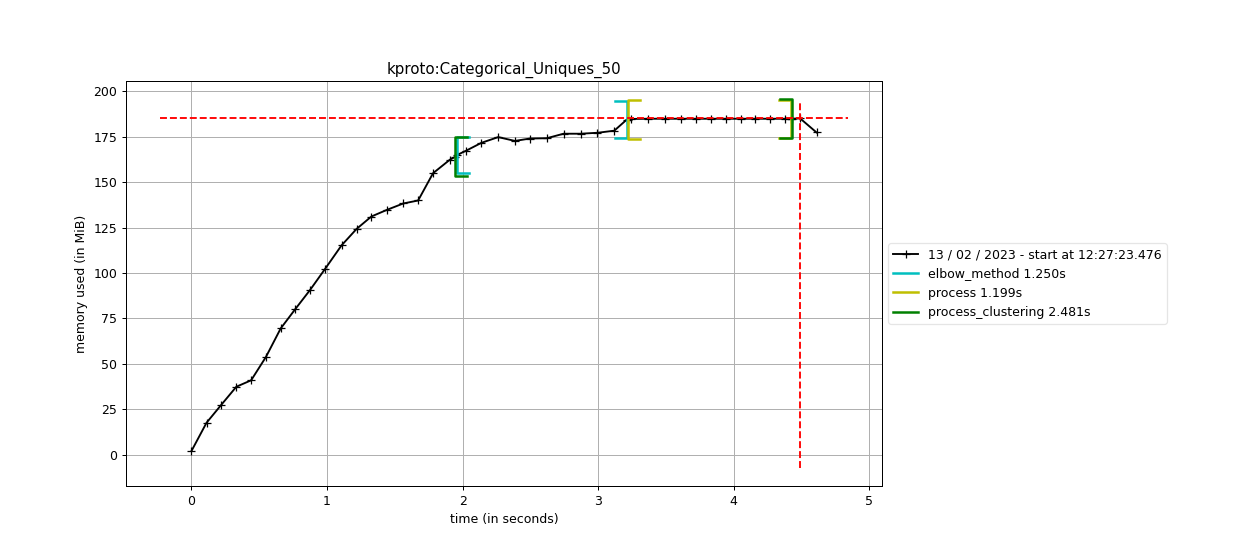 kproto:Categorical_Uniques_50
200
175
150
125
100
75
50
25
0
memory used (in MiB)
0 1 2 3 4 5
time (in seconds)
13 / 02 / 2023 - start at 12:27:23.476
elbow_method 1.250s
process 1.199s
process_clustering 2.481s